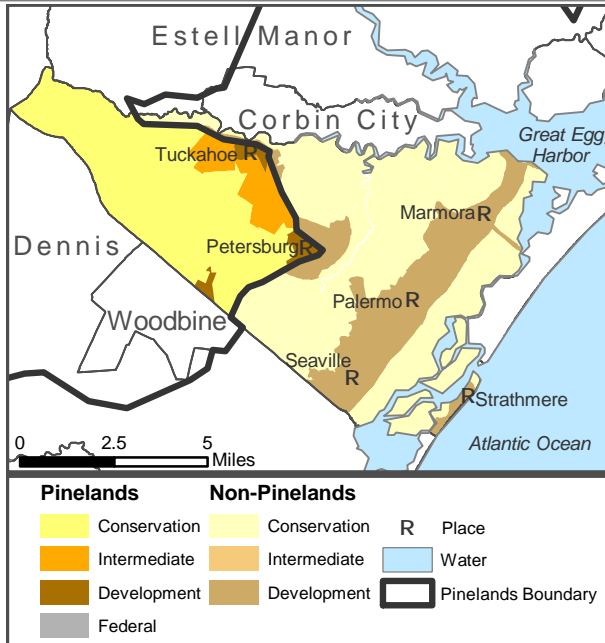 Estell Manor
Corbin City
Great Egg
Harbor
Tuckahoe R
Marmora R
Dennis
Petersburg R
Palermo R
Woodbine
Seaville
R
R Strathmere
0 2.5 5
Miles
Atlantic Ocean
Pinelands
Conservation
Intermediate
Development
Federal
Non-Pinelands
Conservation
Intermediate
Development
R Place
Water
Pinelands Boundary